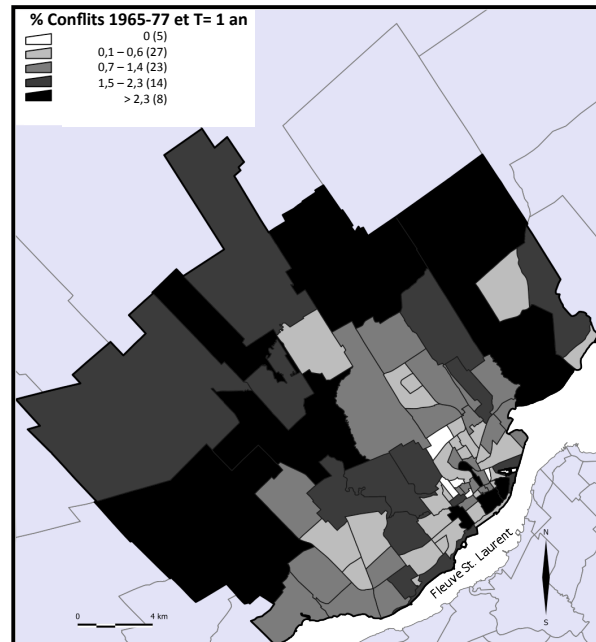 % Conflits 1965-77 et T= 1 an
0 (5)
0,1 – 0,6 (27)
0,7 – 1,4 (23)
1,5 – 2,3 (14)
> 2,3 (8)
Fleuve St. Laurent
N
S
0 4 km